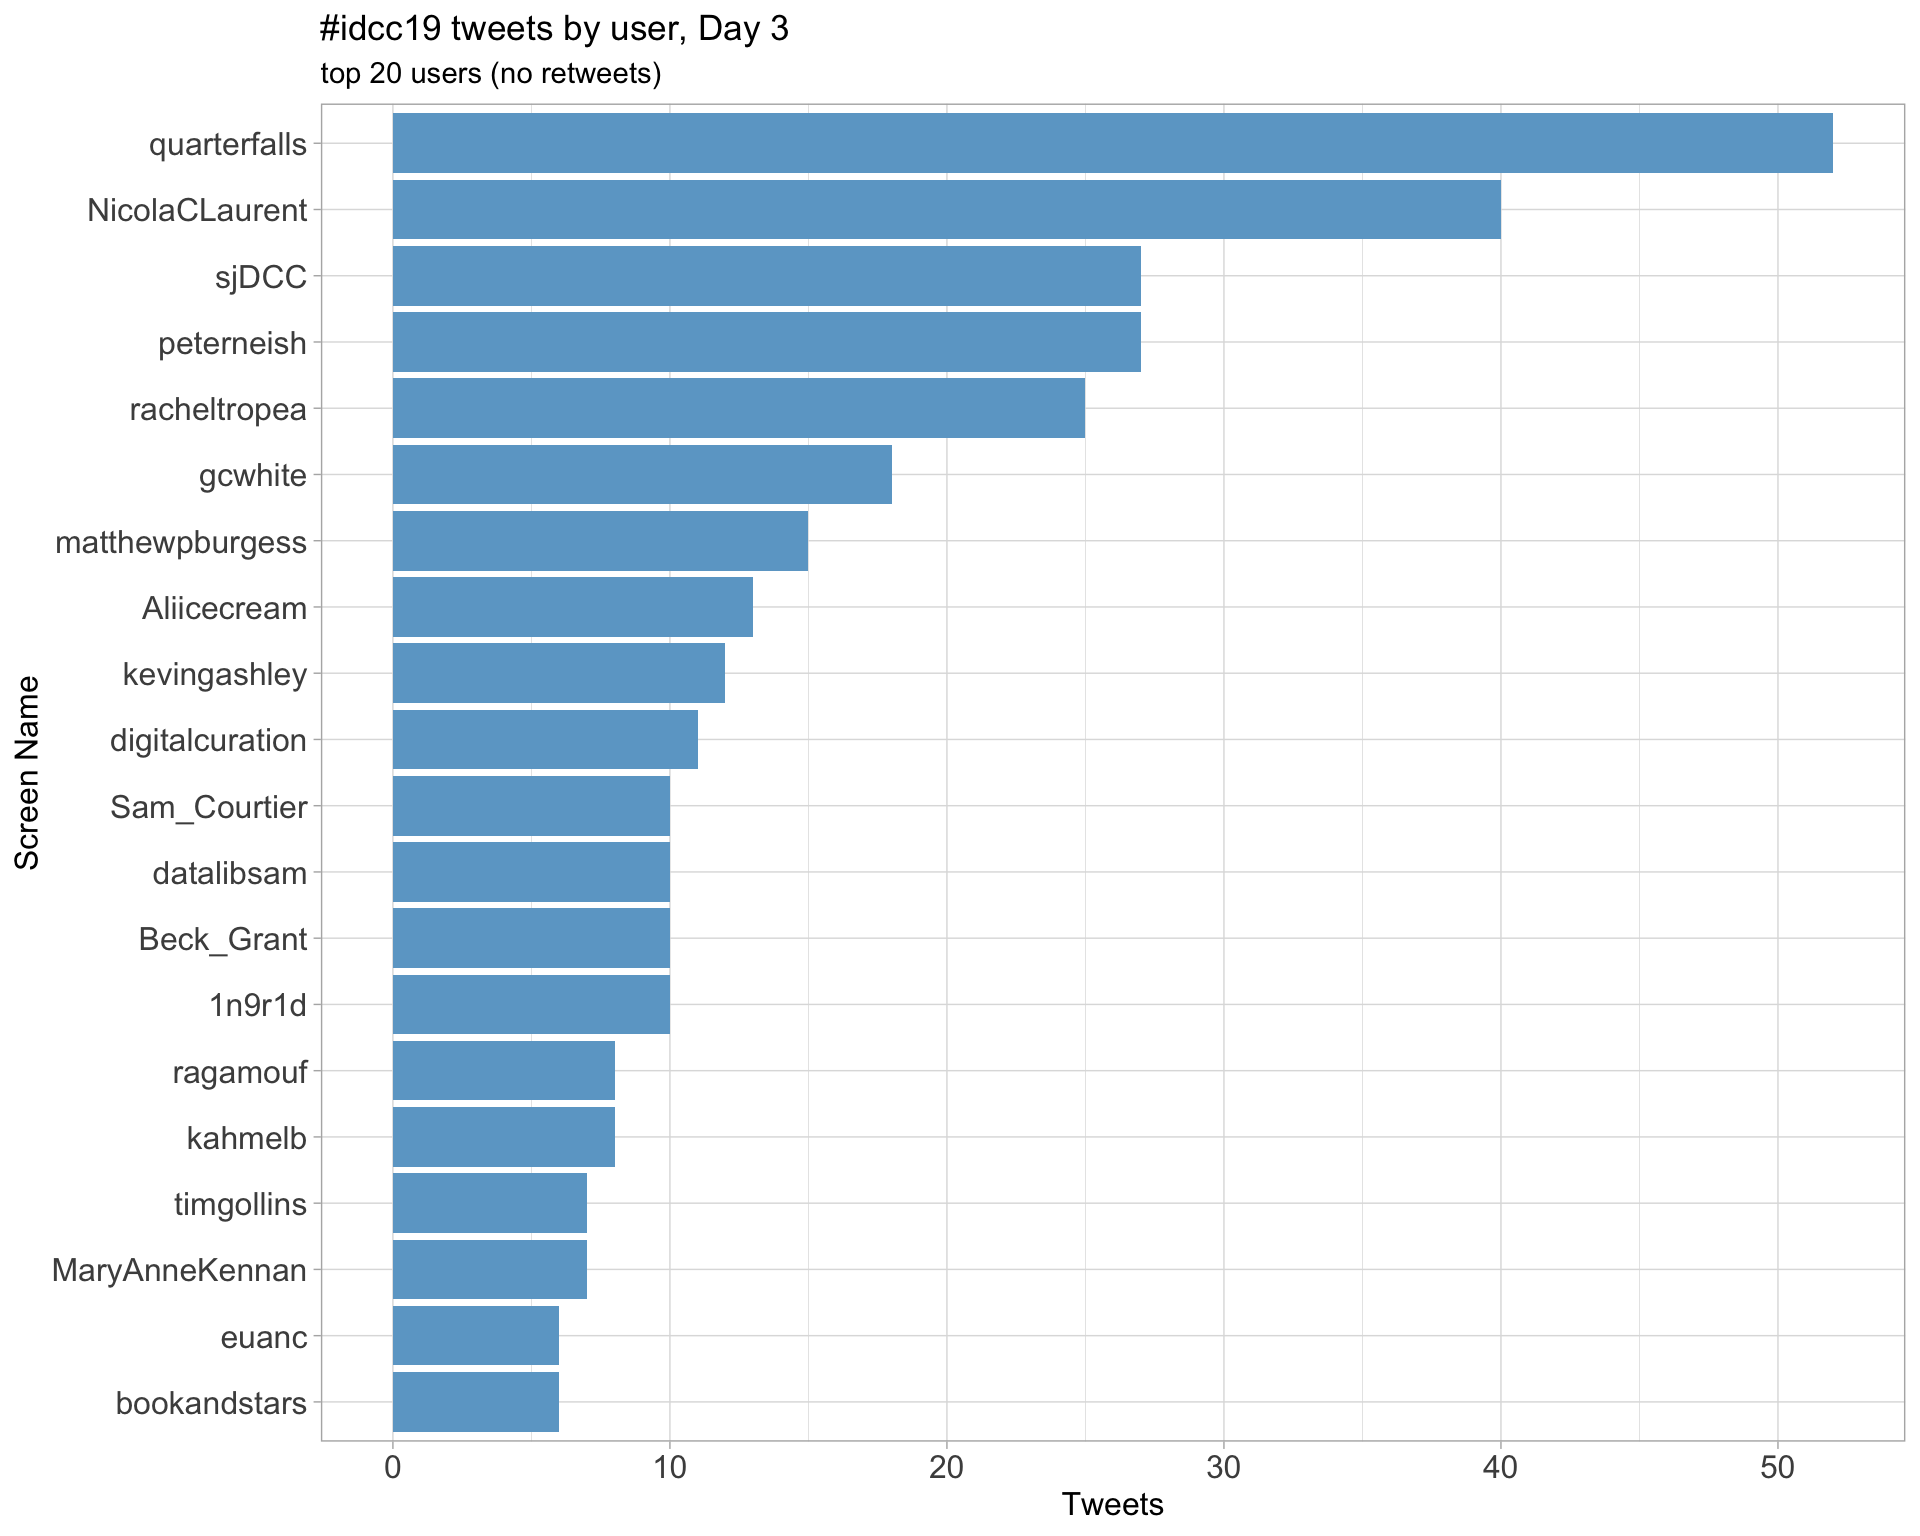 #idcc19 tweets by user, Day 3
top 20 users (no retweets)
quarterfalls
NicolaCLaurent
sjDCC
peterneish
racheltropea
gcwhite
matthewpburgess
Aliicecream
kevingashley
digitalcuration
Sam_Courtier
datalibsam
Beck_Grant
1n9r1d
ragamouf
kahmelb
timgollins
MaryAnneKennan
euanc
bookandstars
Screen Name
0 10 20 30 40 50
Tweets